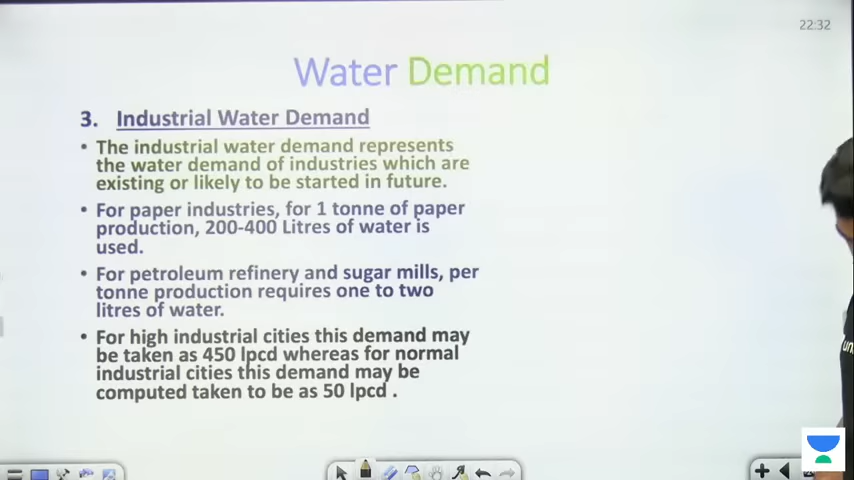 22:32
Water Demand
3. Industrial Water Demand
• The industrial water demand represents
the water demand of industries which are
existing or likely to be started in future.
• For paper industries, for 1 tonne of paper
production, 200-400 Litres of water is
used.
• For petroleum refinery and sugar mills, per
tonne production requires one to two
litres of water.
• For high industrial cities this demand may
be taken as 450 lpcd whereas for normal
industrial cities this demand may be
computed taken to be as 50 lpcd .